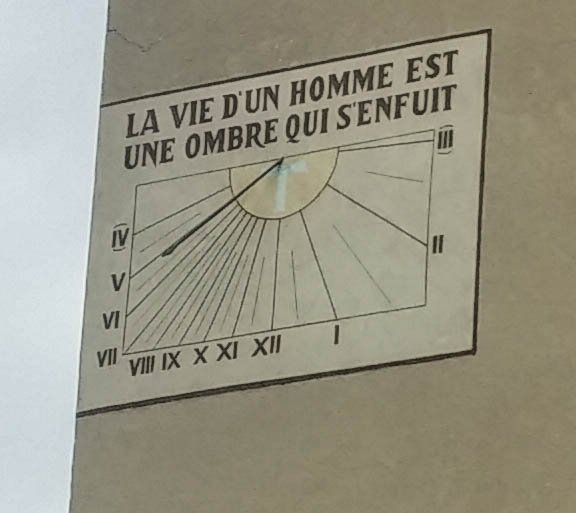 LA VIE D'UN HOMME EST
UNE OMBRE QUI S'ENFUIT
III
IV
II
V
VI
VII VIII IX X XI XII I